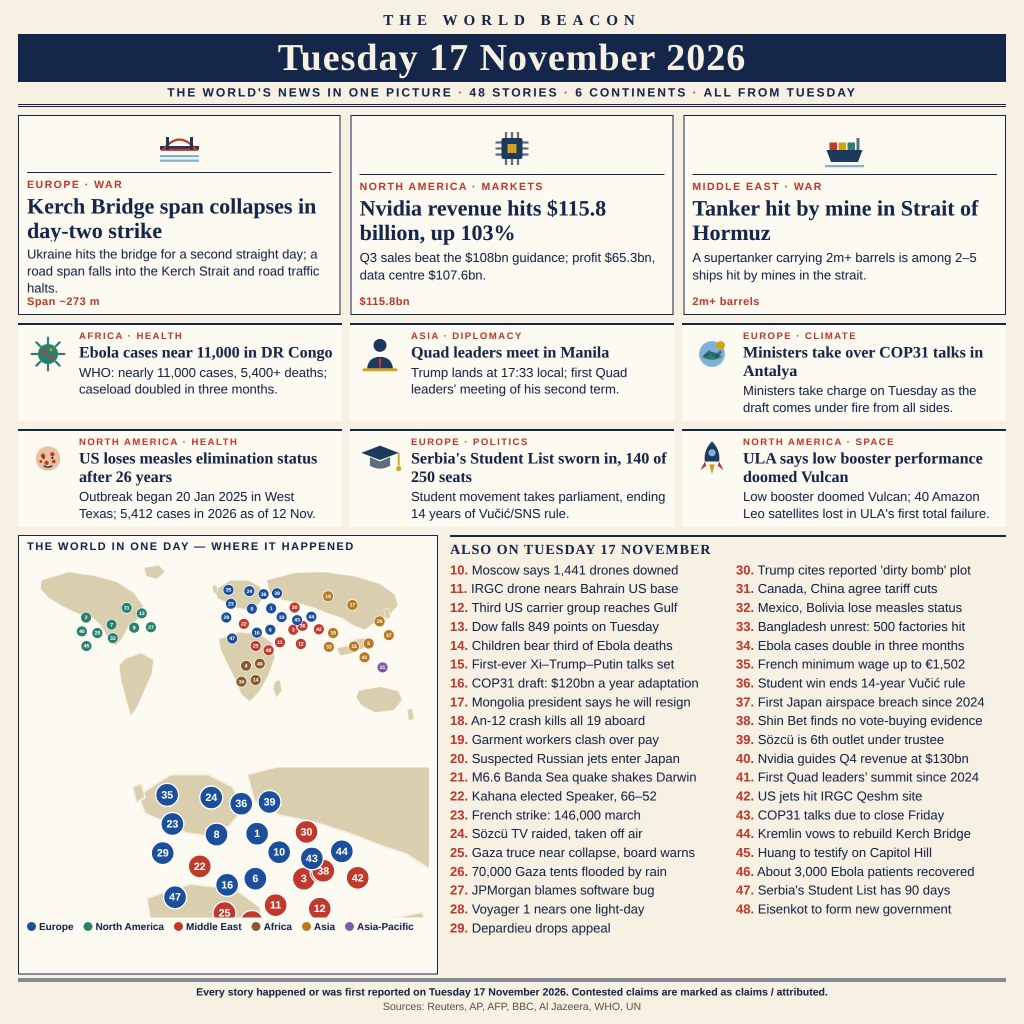 THE WORLD BEACON
Tuesday 17 November 2026
THE WORLD'S NEWS IN ONE PICTURE · 48 STORIES · 6 CONTINENTS · ALL FROM TUESDAY
EUROPE · WAR
Kerch Bridge span collapses in
day-two strike
Ukraine hits the bridge for a second straight day; a
road span falls into the Kerch Strait and road traffic
halts.
Span ~273 m
NORTH AMERICA · MARKETS
Nvidia revenue hits $115.8
billion, up 103%
Q3 sales beat the $108bn guidance; profit $65.3bn,
data centre $107.6bn.
$115.8bn
MIDDLE EAST · WAR
Tanker hit by mine in Strait of
Hormuz
A supertanker carrying 2m+ barrels is among 2–5
ships hit by mines in the strait.
2m+ barrels
AFRICA · HEALTH
Ebola cases near 11,000 in DR Congo
WHO: nearly 11,000 cases, 5,400+ deaths;
caseload doubled in three months.
ASIA · DIPLOMACY
Quad leaders meet in Manila
Trump lands at 17:33 local; first Quad
leaders' meeting of his second term.
EUROPE · CLIMATE
Ministers take over COP31 talks in
Antalya
Ministers take charge on Tuesday as the
draft comes under fire from all sides.
NORTH AMERICA · HEALTH
US loses measles elimination status
after 26 years
Outbreak began 20 Jan 2025 in West
Texas; 5,412 cases in 2026 as of 12 Nov.
EUROPE · POLITICS
Serbia's Student List sworn in, 140 of
250 seats
Student movement takes parliament, ending
14 years of Vučić/SNS rule.
NORTH AMERICA · SPACE
ULA says low booster performance
doomed Vulcan
Low booster doomed Vulcan; 40 Amazon
Leo satellites lost in ULA's first total failure.
THE WORLD IN ONE DAY — WHERE IT HAPPENED
35
24
36
39
23
8
1
30
29
22
10
43
44
16
6
3
38
42
47
25
11
12
Europe
North America
Middle East
Africa
Asia
Asia-Pacific
ALSO ON TUESDAY 17 NOVEMBER
10. Moscow says 1,441 drones downed
11. IRGC drone nears Bahrain US base
12. Third US carrier group reaches Gulf
13. Dow falls 849 points on Tuesday
14. Children bear third of Ebola deaths
15. First-ever Xi–Trump–Putin talks set
16. COP31 draft: $120bn a year adaptation
17. Mongolia president says he will resign
18. An-12 crash kills all 19 aboard
19. Garment workers clash over pay
20. Suspected Russian jets enter Japan
21. M6.6 Banda Sea quake shakes Darwin
22. Kahana elected Speaker, 66–52
23. French strike: 146,000 march
24. Sözcü TV raided, taken off air
25. Gaza truce near collapse, board warns
26. 70,000 Gaza tents flooded by rain
27. JPMorgan blames software bug
28. Voyager 1 nears one light-day
29. Depardieu drops appeal
30. Trump cites reported 'dirty bomb' plot
31. Canada, China agree tariff cuts
32. Mexico, Bolivia lose measles status
33. Bangladesh unrest: 500 factories hit
34. Ebola cases double in three months
35. French minimum wage up to €1,502
36. Student win ends 14-year Vučić rule
37. First Japan airspace breach since 2024
38. Shin Bet finds no vote-buying evidence
39. Sözcü is 6th outlet under trustee
40. Nvidia guides Q4 revenue at $130bn
41. First Quad leaders' summit since 2024
42. US jets hit IRGC Qeshm site
43. COP31 talks due to close Friday
44. Kremlin vows to rebuild Kerch Bridge
45. Huang to testify on Capitol Hill
46. About 3,000 Ebola patients recovered
47. Serbia's Student List has 90 days
48. Eisenkot to form new government
Every story happened or was first reported on Tuesday 17 November 2026. Contested claims are marked as claims / attributed.
Sources: Reuters, AP, AFP, BBC, Al Jazeera, WHO, UN